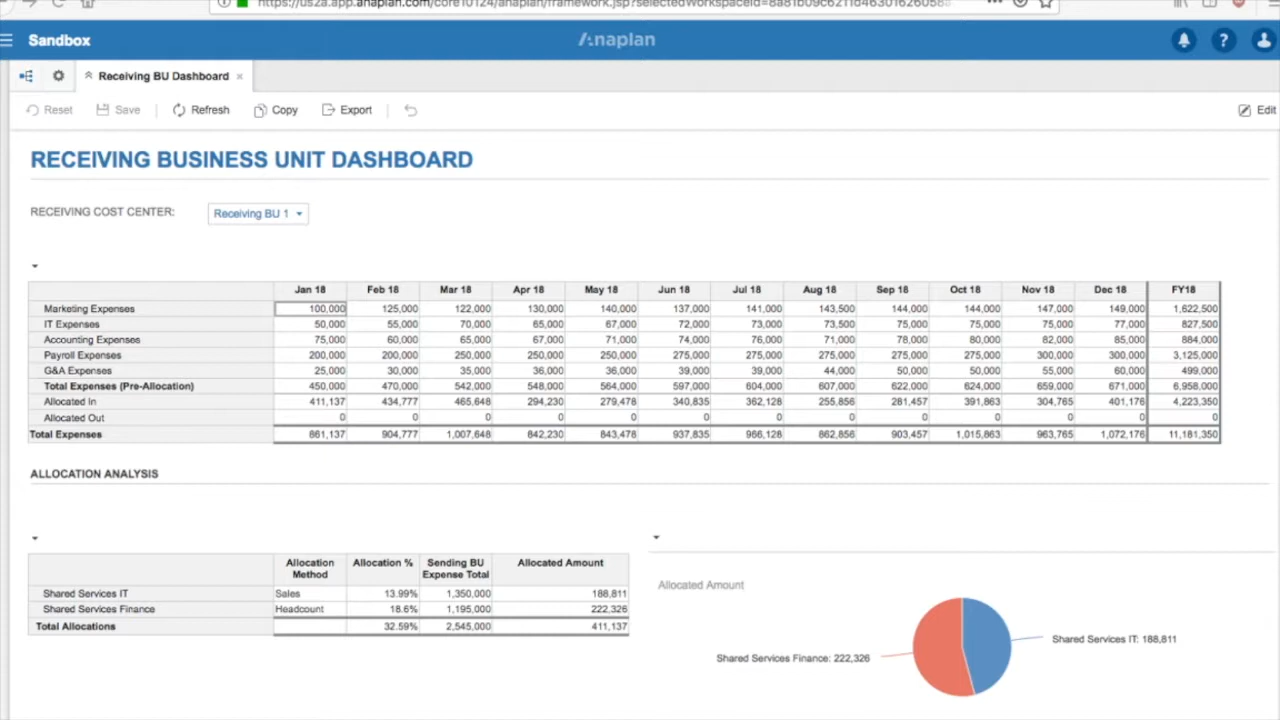 https://us2a.app.anaplan.com/core10124/anaplan/framework.jsp?selectedWorkspaceId=8a81b09c6211d4630162605882
Sandbox
Anaplan
?
Receiving BU Dashboard ×
Reset Save Refresh Copy Export Edit
RECEIVING BUSINESS UNIT DASHBOARD
RECEIVING COST CENTER: Receiving BU 1
Jan 18 Feb 18 Mar 18 Apr 18 May 18 Jun 18 Jul 18 Aug 18 Sep 18 Oct 18 Nov 18 Dec 18 FY18
Marketing Expenses 100,000 125,000 122,000 130,000 140,000 137,000 141,000 143,500 144,000 144,000 147,000 149,000 1,622,500
IT Expenses 50,000 55,000 70,000 65,000 67,000 72,000 73,000 73,500 75,000 75,000 75,000 77,000 827,500
Accounting Expenses 75,000 60,000 65,000 67,000 71,000 74,000 76,000 71,000 78,000 80,000 82,000 85,000 884,000
Payroll Expenses 200,000 200,000 250,000 250,000 250,000 275,000 275,000 275,000 275,000 275,000 300,000 300,000 3,125,000
G&A Expenses 25,000 30,000 35,000 36,000 36,000 39,000 39,000 44,000 50,000 50,000 55,000 60,000 499,000
Total Expenses (Pre-Allocation) 450,000 470,000 542,000 548,000 564,000 597,000 604,000 607,000 622,000 624,000 659,000 671,000 6,958,000
Allocated In 411,137 434,777 465,648 294,230 279,478 340,835 362,128 255,856 281,457 391,863 304,765 401,176 4,223,350
Allocated Out 0 0 0 0 0 0 0 0 0 0 0 0 0
Total Expenses 861,137 904,777 1,007,648 842,230 843,478 937,835 966,128 862,856 903,457 1,015,863 963,765 1,072,176 11,181,350
ALLOCATION ANALYSIS
Allocation Allocation % Sending BU Allocated Amount
Method Expense Total
Shared Services IT Sales 13.99% 1,350,000 188,811
Shared Services Finance Headcount 18.6% 1,195,000 222,326
Total Allocations 32.59% 2,545,000 411,137
Allocated Amount
Shared Services IT: 188,811
Shared Services Finance: 222,326